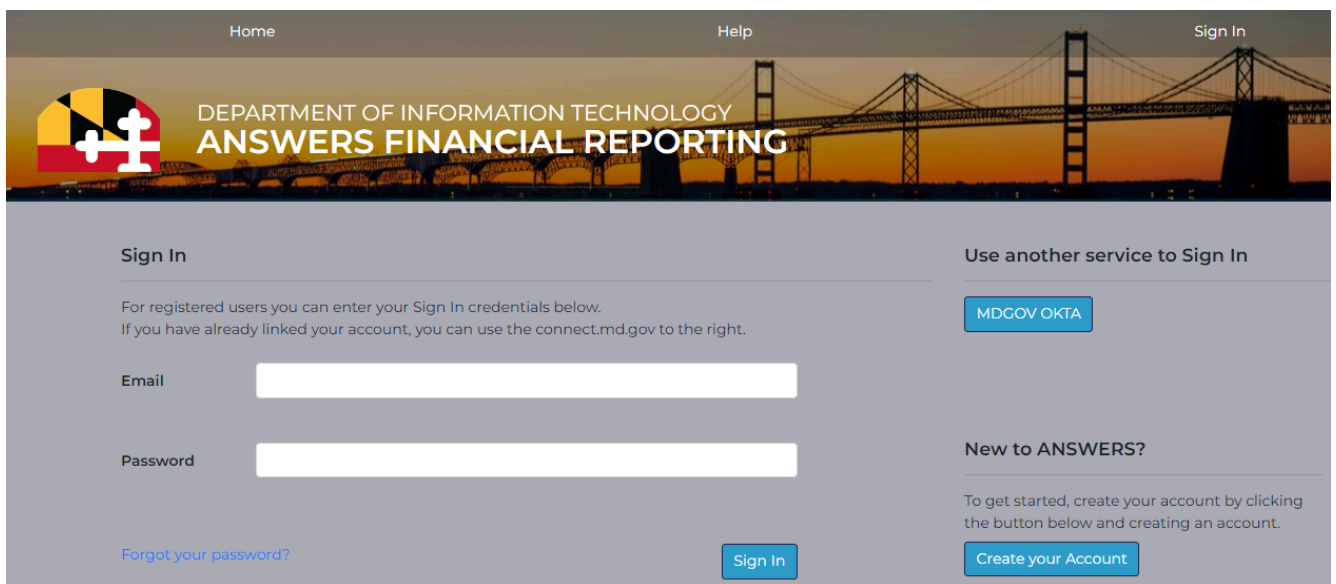 Home
Help
Sign In
DEPARTMENT OF INFORMATION TECHNOLOGY
ANSWERS FINANCIAL REPORTING
Sign In
For registered users you can enter your Sign In credentials below.
If you have already linked your account, you can use the connect.md.gov to the right.
Email
Password
Forgot your password?
Sign In
Use another service to Sign In
MDGOV OKTA
New to ANSWERS?
To get started, create your account by clicking
the button below and creating an account.
Create your Account